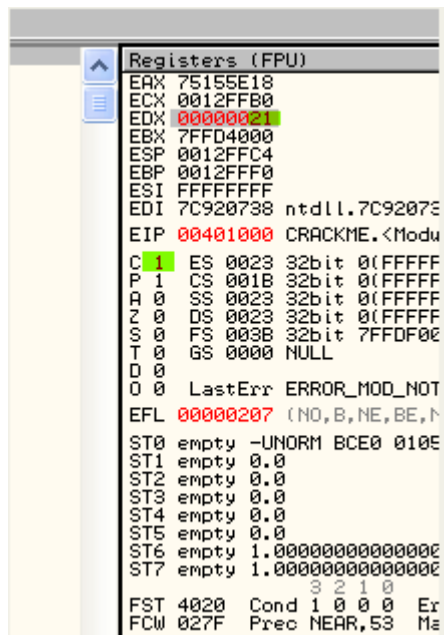 Registers (FPU)
EAX 75155E18
ECX 0012FFB0
EDX 00000021
EBX 7FFD4000
ESP 0012FFC4
EBP 0012FFF0
ESI FFFFFFFF
EDI 7C920738 ntdll.7C920738
EIP 00401000 CRACKME.<Modu
C 1 ES 0023 32bit 0(FFFFF
P 1 CS 001B 32bit 0(FFFFF
A 0 SS 0023 32bit 0(FFFFF
Z 0 DS 0023 32bit 0(FFFFF
S 0 FS 003B 32bit 7FFDF00
T 0 GS 0000 NULL
D 0
O 0 LastErr ERROR_MOD_NOT
EFL 00000207 (NO,B,NE,BE,N
ST0 empty -UNORM BCE0 0105
ST1 empty 0.0
ST2 empty 0.0
ST3 empty 0.0
ST4 empty 0.0
ST5 empty 0.0
ST6 empty 1.00000000000000
ST7 empty 1.00000000000000
3 2 1 0
FST 4020 Cond 1 0 0 0 Er
FCW 027F Prec NEAR,53 Ma